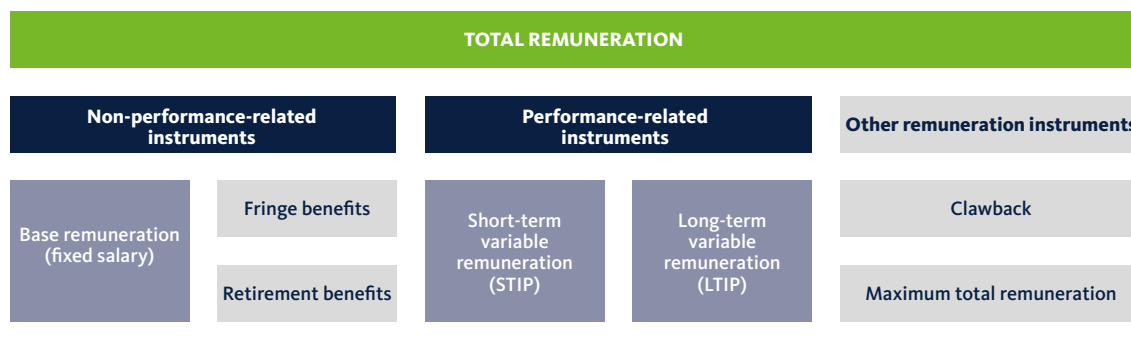 TOTAL REMUNERATION
Non-performance-related
instruments
Performance-related
instruments
Other remuneration instruments
Base remuneration
(fixed salary)
Fringe benefits
Retirement benefits
Short-term
variable
remuneration
(STIP)
Long-term
variable
remuneration
(LTIP)
Clawback
Maximum total remuneration